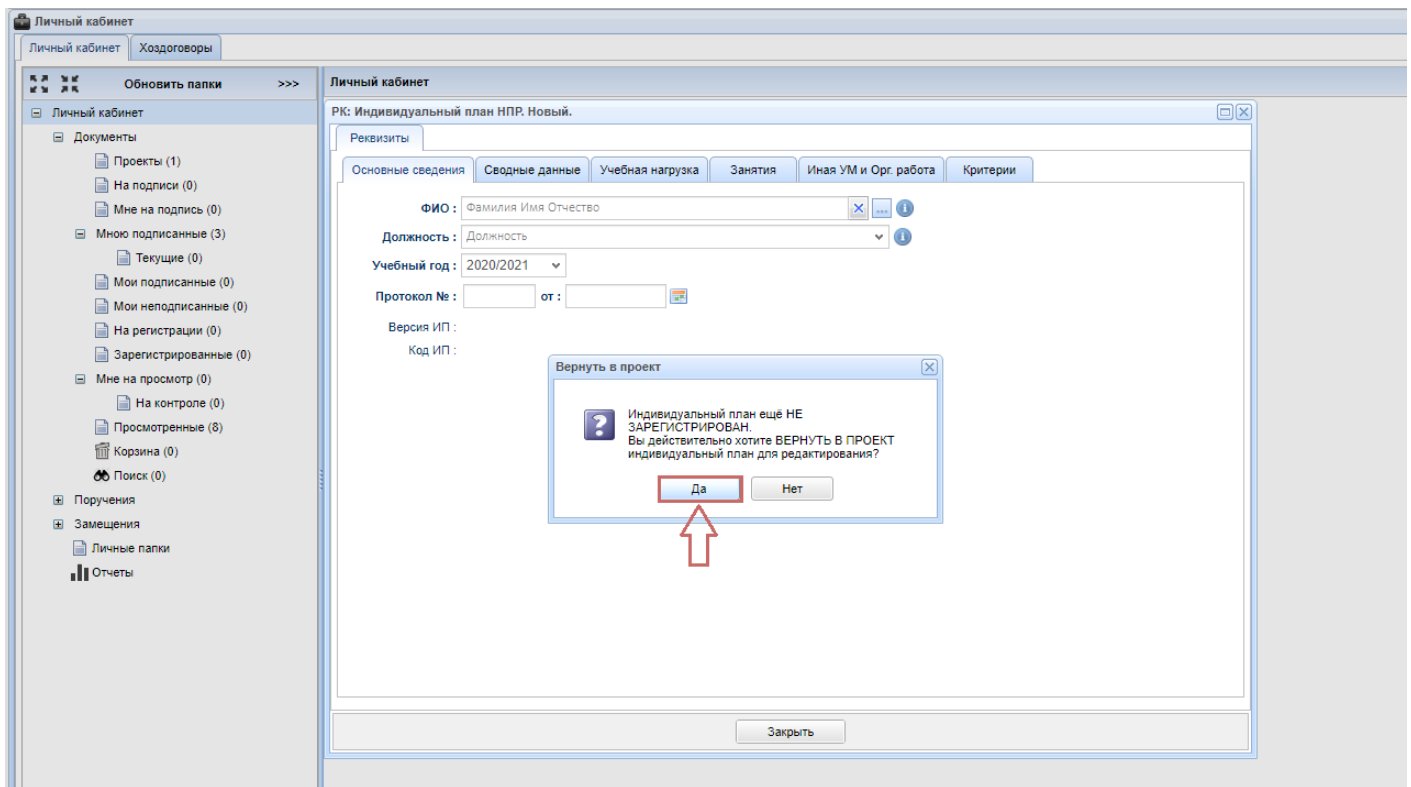 Личный кабинет
Личный кабинет Хоздоговоры
Обновить папки >>>
Личный кабинет
Документы
Проекты (1)
На подписи (0)
Мне на подпись (0)
Мною подписанные (3)
Текущие (0)
Мои подписанные (0)
Мои неподписанные (0)
На регистрации (0)
Зарегистрированные (0)
Мне на просмотр (0)
На контроле (0)
Просмотренные (8)
Корзина (0)
Поиск (0)
Поручения
Замещения
Личные папки
Отчеты
Личный кабинет
РК: Индивидуальный план НПР. Новый.
Реквизиты
Основные сведения Сводные данные Учебная нагрузка Занятия Иная УМ и Орг. работа Критерии
ФИО : Фамилия Имя Отчество ...
Должность : Должность
Учебный год : 2020/2021
Протокол № : от :
Версия ИП :
Код ИП :
Вернуть в проект
Индивидуальный план ещё НЕ
ЗАРЕГИСТРИРОВАН.
Вы действительно хотите ВЕРНУТЬ В ПРОЕКТ
индивидуальный план для редактирования?
Да Нет
Закрыть